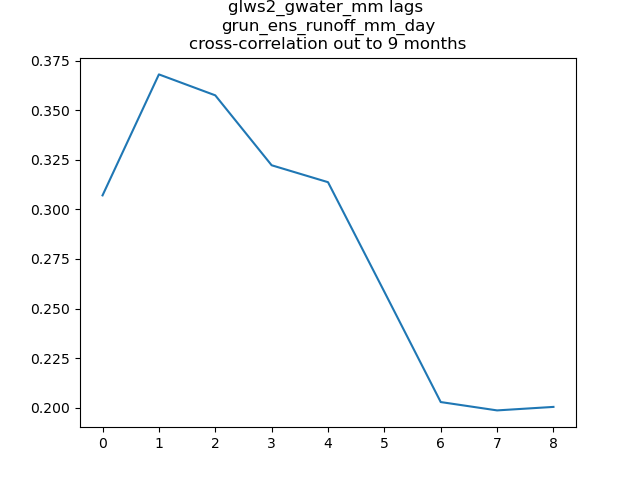 glws2_gwater_mm lags
grun_ens_runoff_mm_day
cross-correlation out to 9 months
0.375
0.350
0.325
0.300
0.275
0.250
0.225
0.200
0 1 2 3 4 5 6 7 8